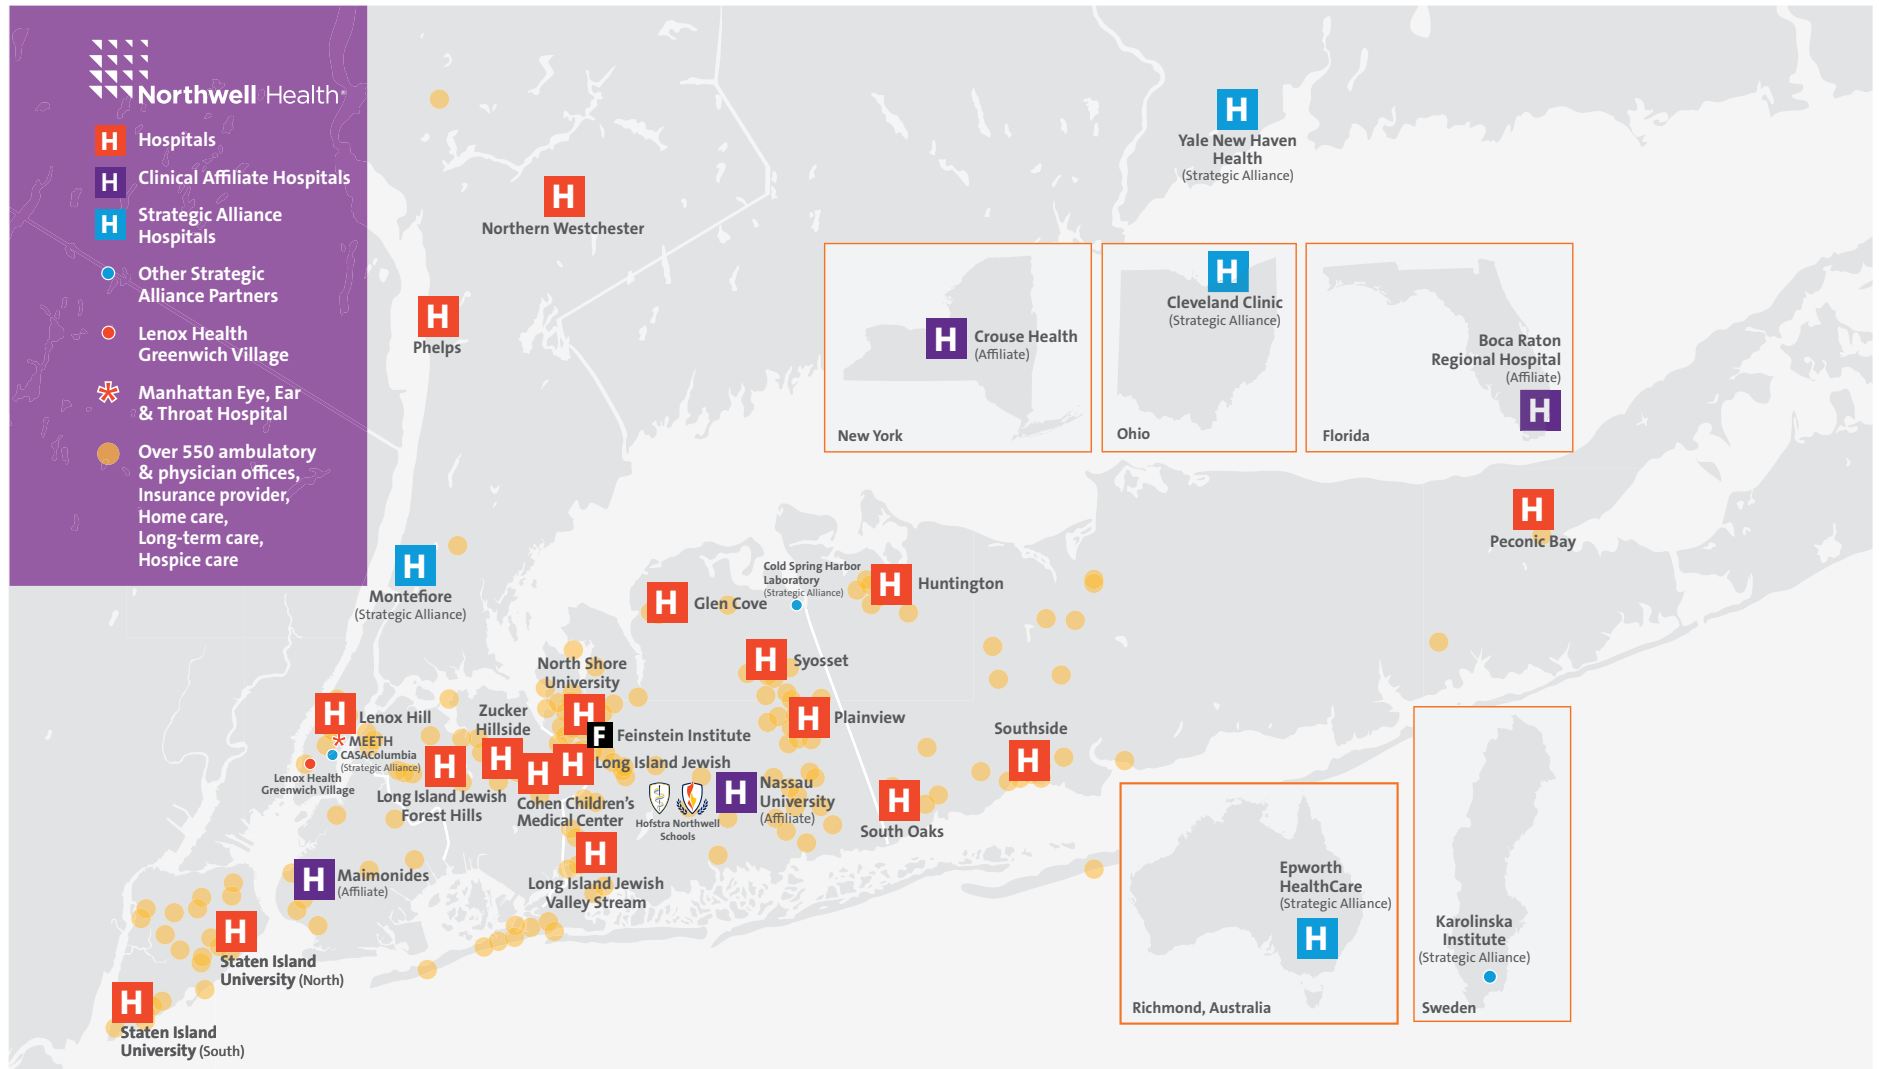 Northwell Health
H Hospitals
H Clinical Affiliate Hospitals
H Strategic Alliance
Hospitals
Other Strategic
Alliance Partners
Lenox Health
Greenwich Village
Manhattan Eye, Ear
& Throat Hospital
Over 550 ambulatory
& physician offices,
Insurance provider,
Home care,
Long-term care,
Hospice care
H
Yale New Haven
Health
(Strategic Alliance)
H
Northern Westchester
H
Phelps
H Crouse Health
(Affiliate)
New York
H
Cleveland Clinic
(Strategic Alliance)
Ohio
Boca Raton
Regional Hospital
(Affiliate)
H
Florida
H
Peconic Bay
H
Montefiore
(Strategic Alliance)
H Glen Cove
Cold Spring Harbor
Laboratory
(Strategic Alliance)
H Huntington
H Syosset
North Shore
University
H
F Feinstein Institute
H Plainview
H Lenox Hill
* MEETH
CASAColumbia
(Strategic Alliance)
Lenox Health
Greenwich Village
Zucker
Hillside
H
H
Long Island Jewish
Forest Hills
H
Cohen Children's
Medical Center
H
Long Island Jewish
Hofstra Northwell
Schools
H Nassau
University
(Affiliate)
Southside
H
H
South Oaks
H
Long Island Jewish
Valley Stream
H Maimonides
(Affiliate)
H
Staten Island
University (North)
H
Staten Island
University (South)
Epworth
HealthCare
(Strategic Alliance)
H
Richmond, Australia
Karolinska
Institute
(Strategic Alliance)
Sweden